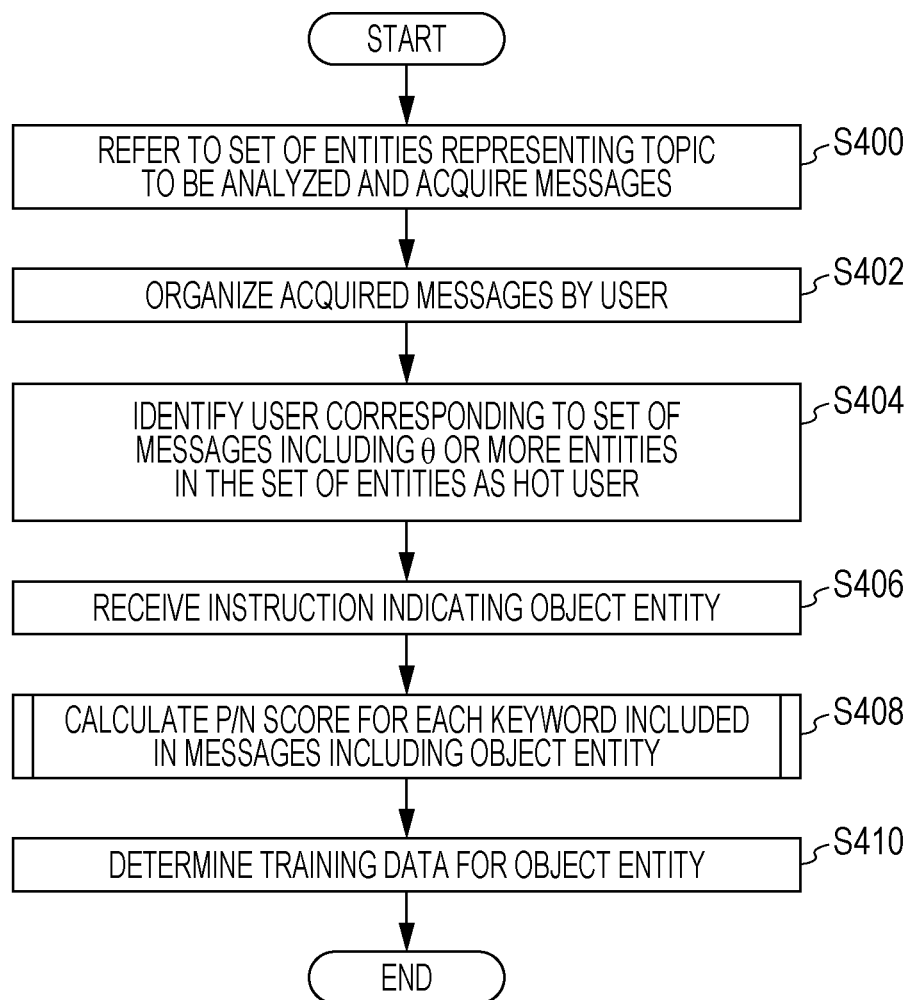 START
REFER TO SET OF ENTITIES REPRESENTING TOPIC
TO BE ANALYZED AND ACQUIRE MESSAGES
S400
ORGANIZE ACQUIRED MESSAGES BY USER
S402
IDENTIFY USER CORRESPONDING TO SET OF
MESSAGES INCLUDING θ OR MORE ENTITIES
IN THE SET OF ENTITIES AS HOT USER
S404
RECEIVE INSTRUCTION INDICATING OBJECT ENTITY
S406
CALCULATE P/N SCORE FOR EACH KEYWORD INCLUDED
IN MESSAGES INCLUDING OBJECT ENTITY
S408
DETERMINE TRAINING DATA FOR OBJECT ENTITY
S410
END